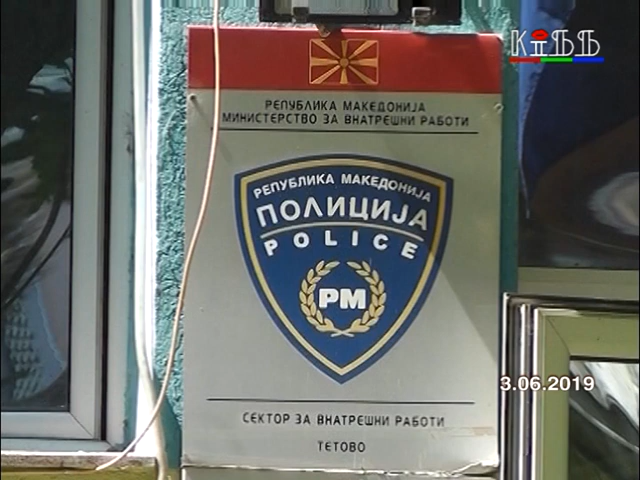 КІББ
РЕПУБЛИКА МАКЕДОНИЈА
МИНИСТЕРСТВО ЗА ВНАТРЕШНИ РАБОТИ
РЕПУБЛИКА МАКЕДОНИЈА
ПОЛИЦИЈА
POLICE
РМ
3.06.2019
СЕКТОР ЗА ВНАТРЕШНИ РАБОТИ
ТЕТОВО